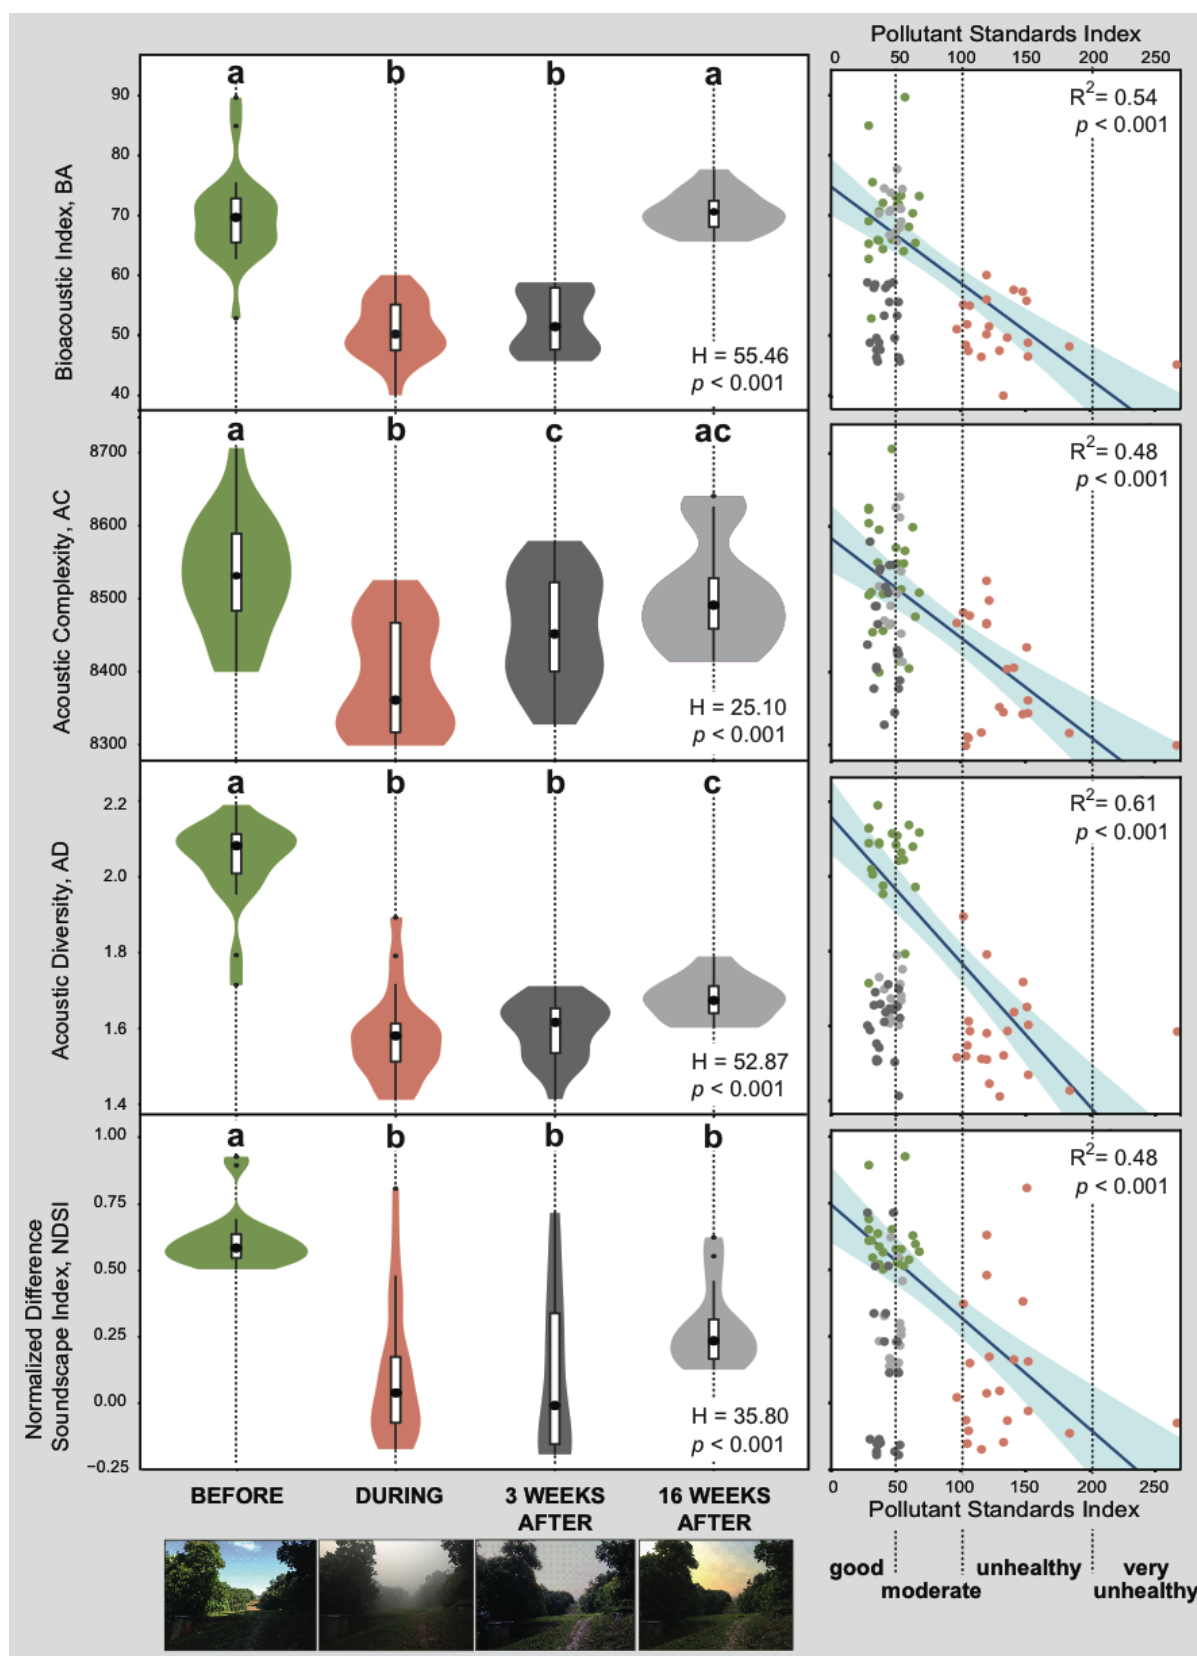 Pollutant Standards Index
0 50 100 150 200 250
Bioacoustic Index, BA
90
80
70
60
50
40
a b b a
H = 55.46
p < 0.001
R2= 0.54
p < 0.001
Acoustic Complexity, AC
8700
8600
8500
8400
8300
a b c ac
H = 25.10
p < 0.001
R2= 0.48
p < 0.001
Acoustic Diversity, AD
2.2
2.0
1.8
1.6
1.4
a b b c
H = 52.87
p < 0.001
R2= 0.61
p < 0.001
Normalized Difference
Soundscape Index, NDSI
1.00
0.75
0.50
0.25
0.00
−0.25
a b b b
H = 35.80
p < 0.001
R2= 0.48
p < 0.001
BEFORE DURING 3 WEEKS 16 WEEKS
AFTER AFTER
0 50 100 150 200 250
Pollutant Standards Index
good unhealthy very
moderate unhealthy